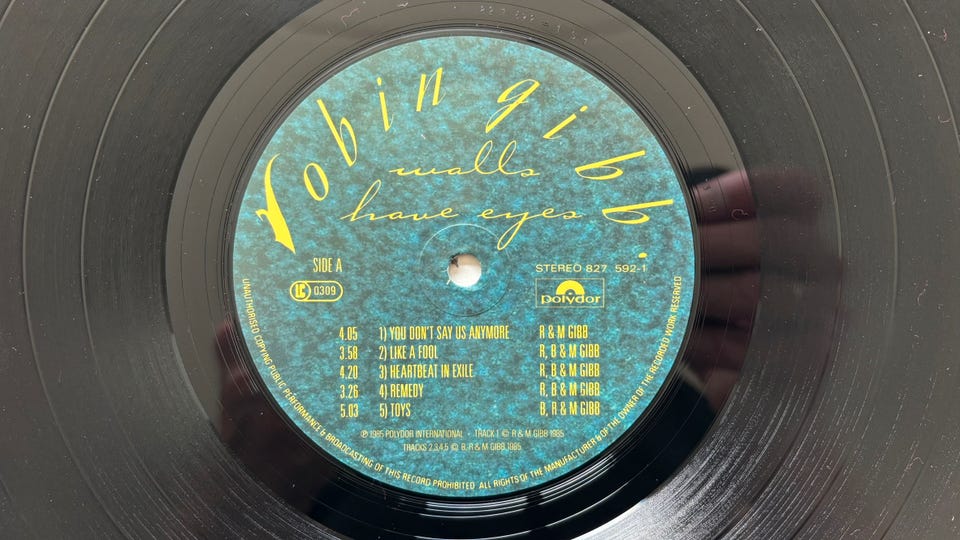 robin gibb
walls
have eyes
SIDE A
LC 0309
STEREO 827 592-1
polydor
4.05 1) YOU DON'T SAY US ANYMORE R & M GIBB
3.58 2) LIKE A FOOL R, B & M GIBB
4.20 3) HEARTBEAT IN EXILE R, B & M GIBB
3.26 4) REMEDY R, B & M GIBB
5.03 5) TOYS B, R & M GIBB
℗ 1985 POLYDOR INTERNATIONAL · TRACK 1 © R & M GIBB 1985
TRACKS 2,3,4,5 © B, R & M GIBB 1985
UNAUTHORISED COPYING PUBLIC PERFORMANCE & BROADCASTING OF THIS RECORD PROHIBITED ALL RIGHTS OF THE MANUFACTURER & OF THE OWNER OF THE RECORDED WORK RESERVED